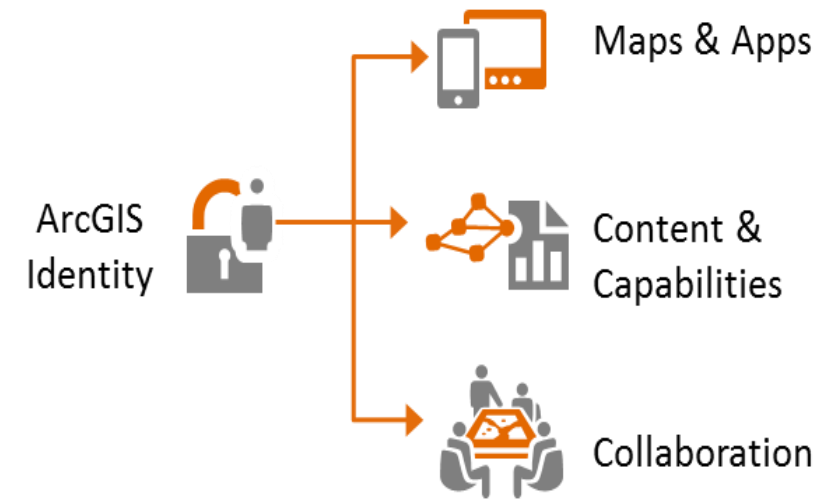 Maps & Apps
ArcGIS
Identity
Content &
Capabilities
Collaboration